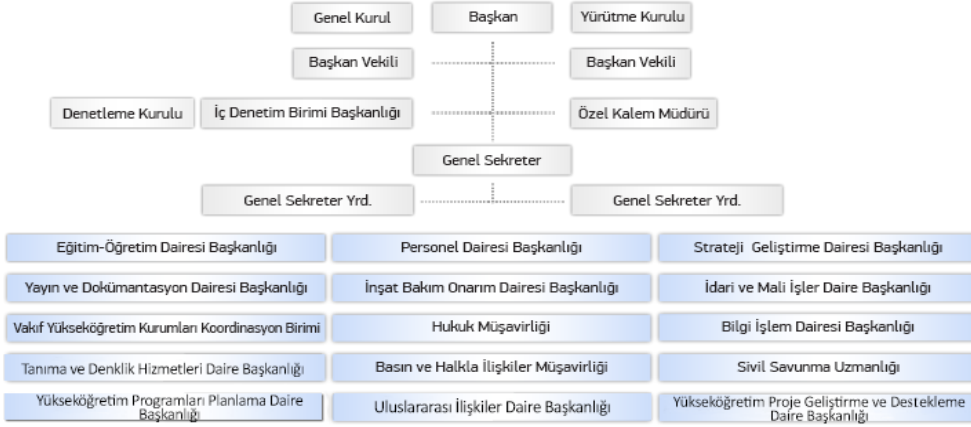 Genel Kurul
Başkan
Yürütme Kurulu
Başkan Vekili
Başkan Vekili
Denetleme Kurulu
İç Denetim Birimi Başkanlığı
Özel Kalem Müdürü
Genel Sekreter
Genel Sekreter Yrd.
Genel Sekreter Yrd.
Eğitim-Öğretim Dairesi Başkanlığı
Personel Dairesi Başkanlığı
Strateji Geliştirme Dairesi Başkanlığı
Yayın ve Dokümantasyon Dairesi Başkanlığı
İnşat Bakım Onarım Dairesi Başkanlığı
İdari ve Mali İşler Daire Başkanlığı
Vakıf Yükseköğretim Kurumları Koordinasyon Birimi
Hukuk Müşavirliği
Bilgi İşlem Dairesi Başkanlığı
Tanıma ve Denklik Hizmetleri Daire Başkanlığı
Basın ve Halkla İlişkiler Müşavirliği
Sivil Savunma Uzmanlığı
Yükseköğretim Programları Planlama Daire
Başkanlığı
Uluslararası İlişkiler Daire Başkanlığı
Yükseköğretim Proje Geliştirme ve Destekleme
Daire Başkanlığı